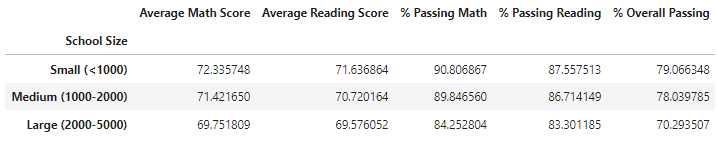 Average Math Score Average Reading Score % Passing Math % Passing Reading % Overall Passing
School Size
Small (<1000) 72.335748 71.636864 90.806867 87.557513 79.066348
Medium (1000-2000) 71.421650 70.720164 89.846560 86.714149 78.039785
Large (2000-5000) 69.751809 69.576052 84.252804 83.301185 70.293507